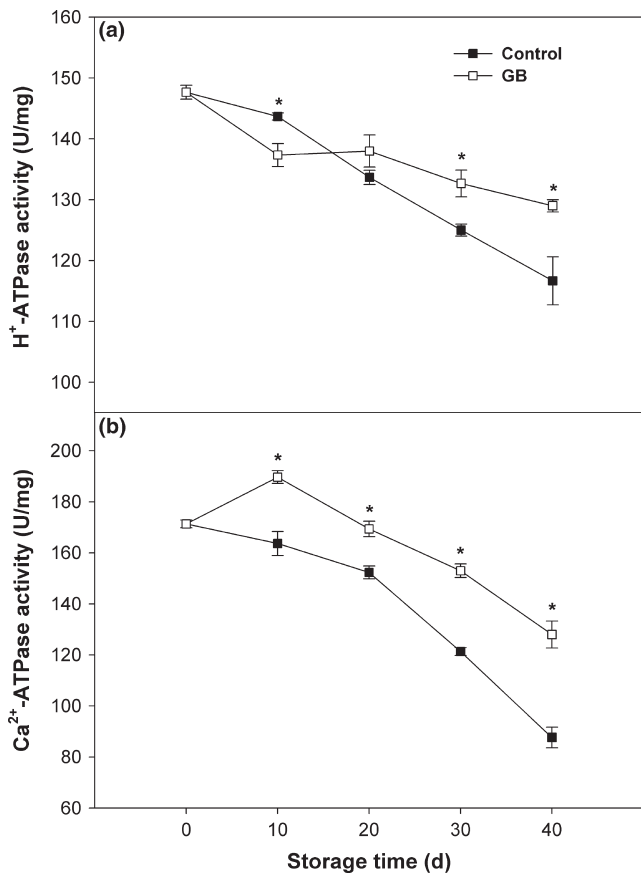 (a)
Control
GB
160
150
140
130
120
110
100
H⁺-ATPase activity (U/mg)
*
*
*
(b)
200
180
160
140
120
100
80
60
Ca²⁺-ATPase activity (U/mg)
*
*
*
*
0 10 20 30 40
Storage time (d)